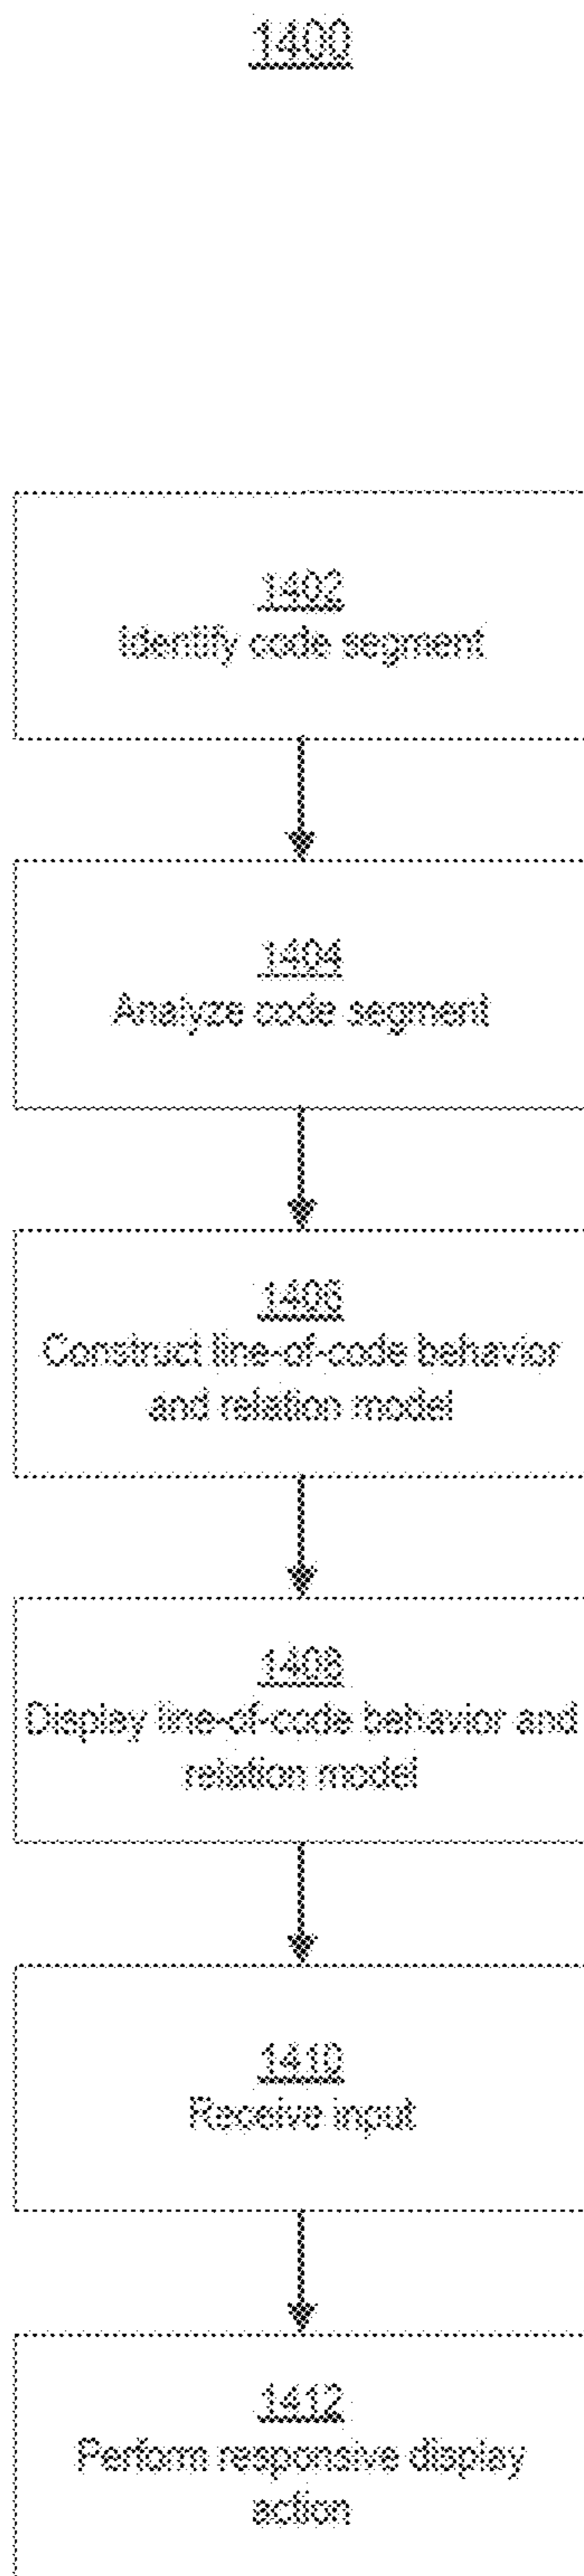 1400
1402
Identify code segment
1404
Analyze code segment
1406
Construct line-of-code behavior
and relation model
1408
Display line-of-code behavior and
relation model
1410
Receive input
1412
Perform responsive display
action